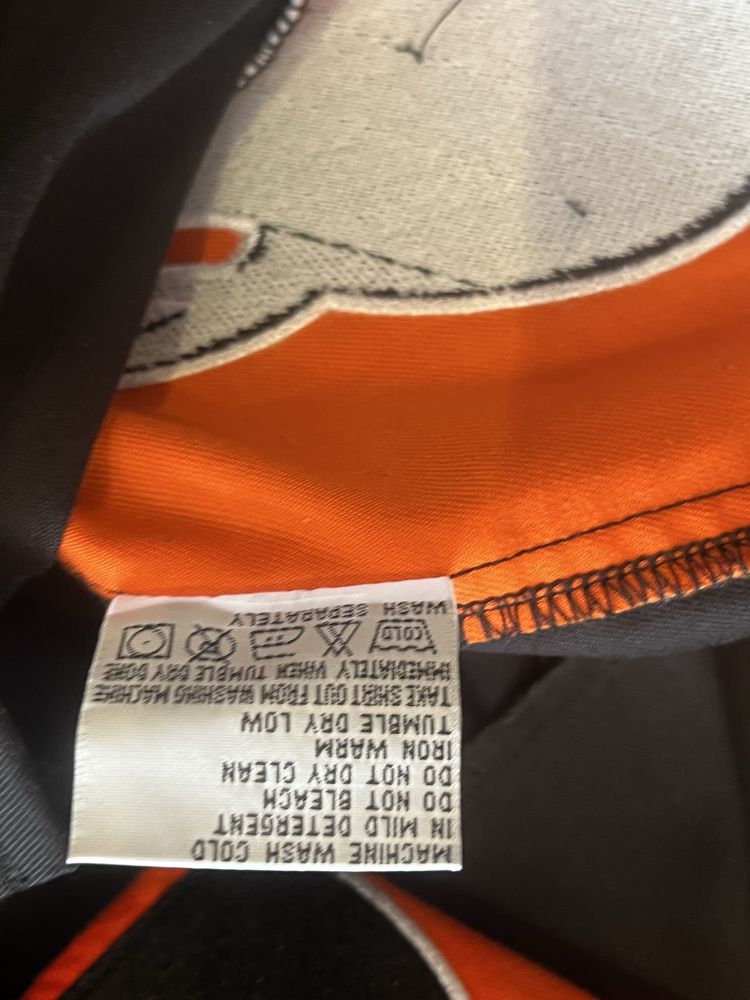 MACHINE WASH COLD
IN MILD DETERGENT
DO NOT BLEACH
DO NOT DRY CLEAN
IRON WARM
TUMBLE DRY LOW
TAKE SHIRT OUT FROM WASHING MACHINE
IMMEDIATELY WHEN TUMBLE DRY DONE
COLD
WASH SEPARATELY